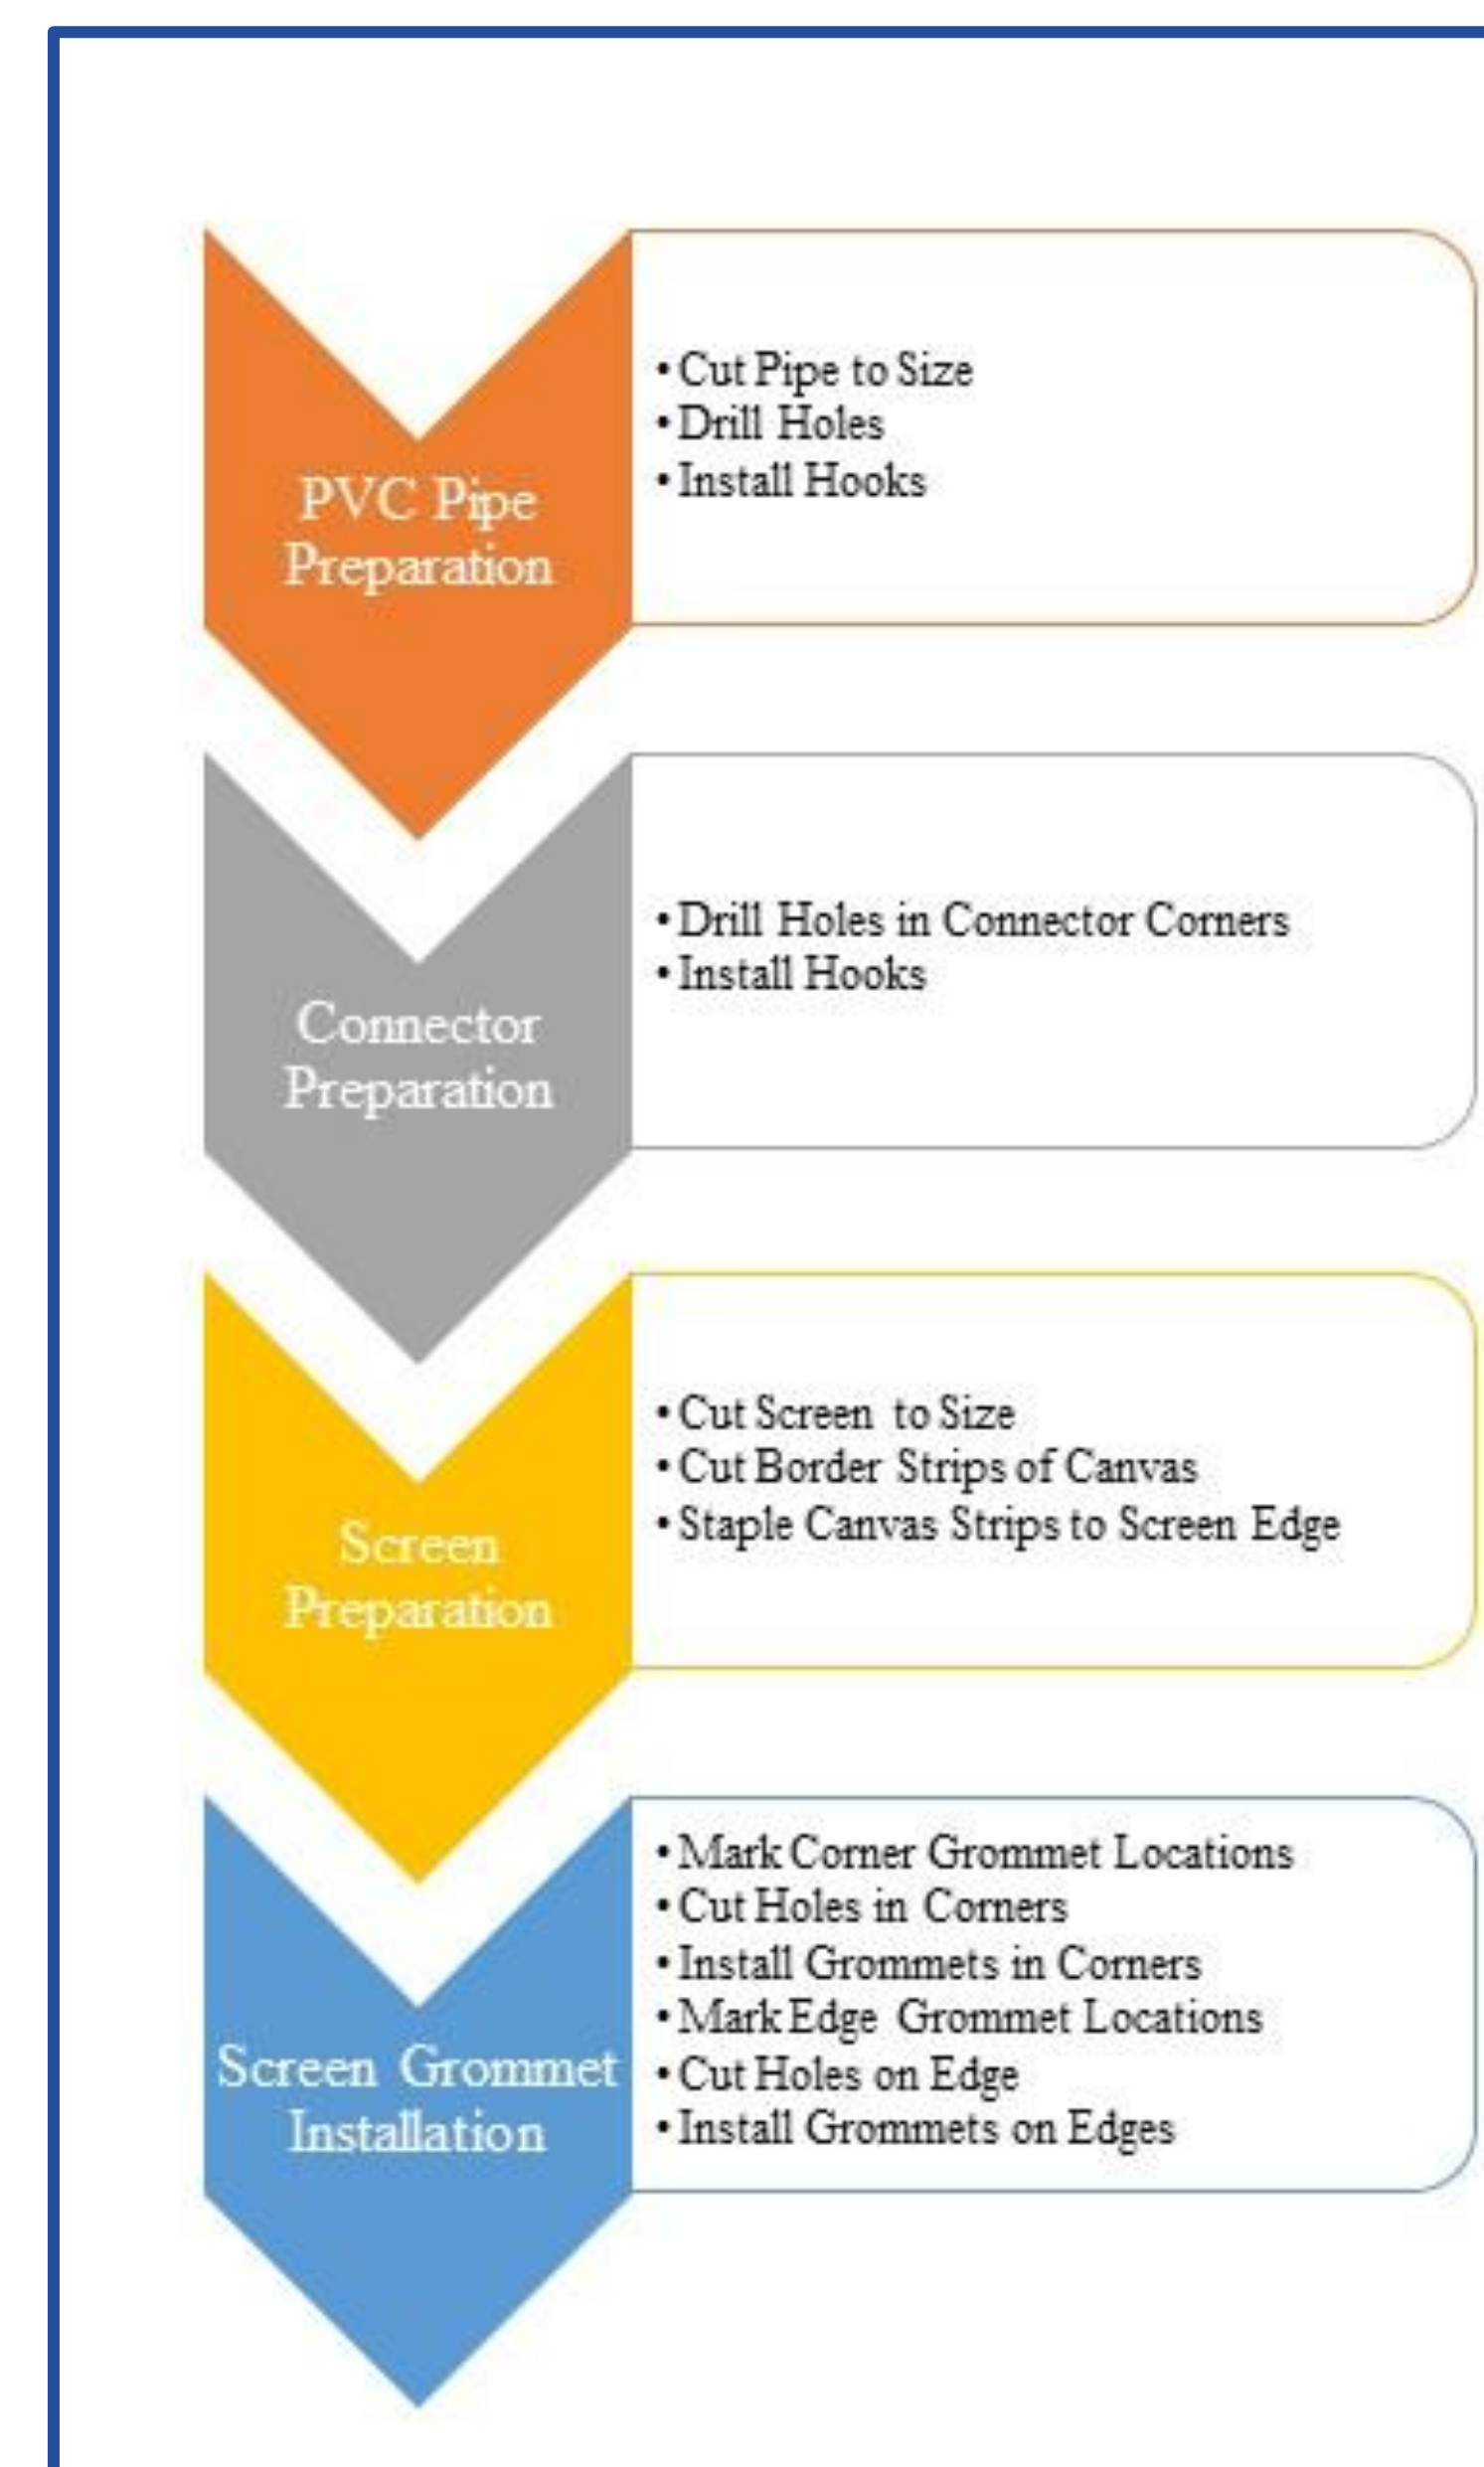 PVC Pipe
Preparation
• Cut Pipe to Size
• Drill Holes
• Install Hooks
Connector
Preparation
• Drill Holes in Connector Corners
• Install Hooks
Screen
Preparation
• Cut Screen to Size
• Cut Border Strips of Canvas
• Staple Canvas Strips to Screen Edge
Screen Grommet
Installation
• Mark Corner Grommet Locations
• Cut Holes in Corners
• Install Grommets in Corners
• Mark Edge Grommet Locations
• Cut Holes on Edge
• Install Grommets on Edges